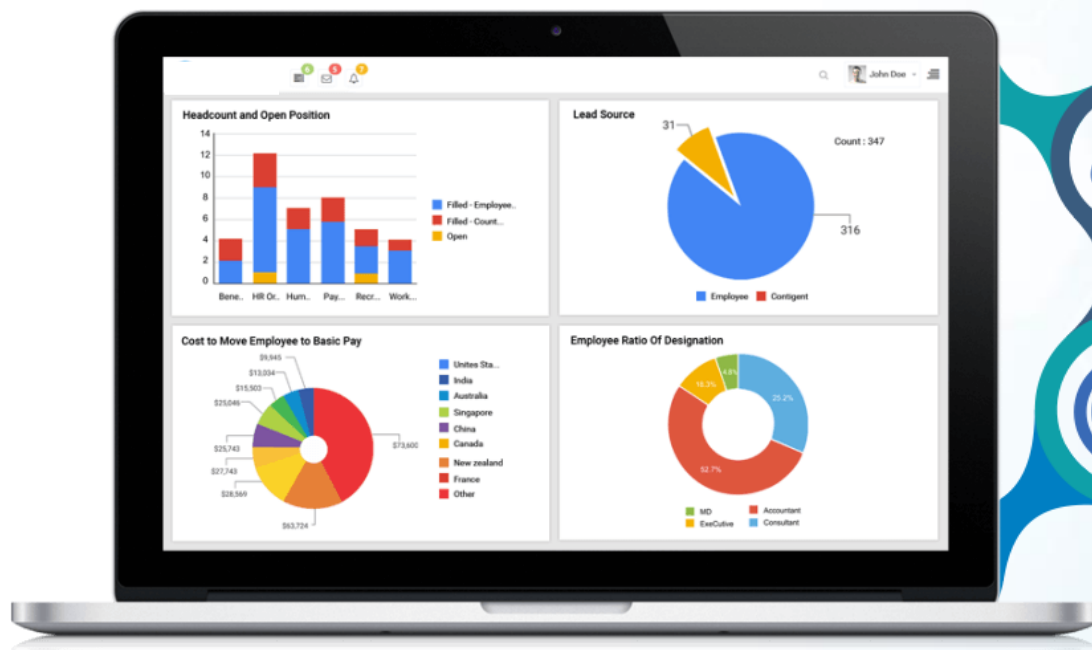 6 5 7
John Doe
Headcount and Open Position
14
12
10
8
6
4
2
0
Bene.. HR Or.. Hum.. Pay... Recr... Work...
Filled - Employee..
Filled - Count...
Open
Lead Source
31
Count : 347
316
Employee Contigent
Cost to Move Employee to Basic Pay
$9,945
$13,034
$15,503
$25,046
$25,743
$27,743
$28,569
$63,724
$73,600
Unites Sta...
India
Australia
Singapore
China
Canada
New zealand
France
Other
Employee Ratio Of Designation
4.8%
16.3%
25.2%
52.7%
MD Accountant
ExeCutive Consultant